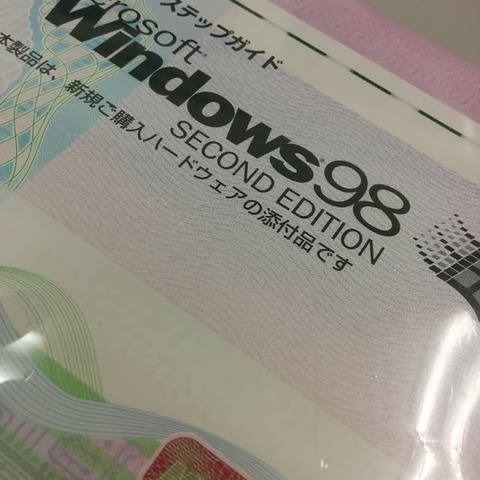 ステップガイド
crosoft
Windows 98
SECOND EDITION
本製品は、新規ご購入ハードウェアの添付品です